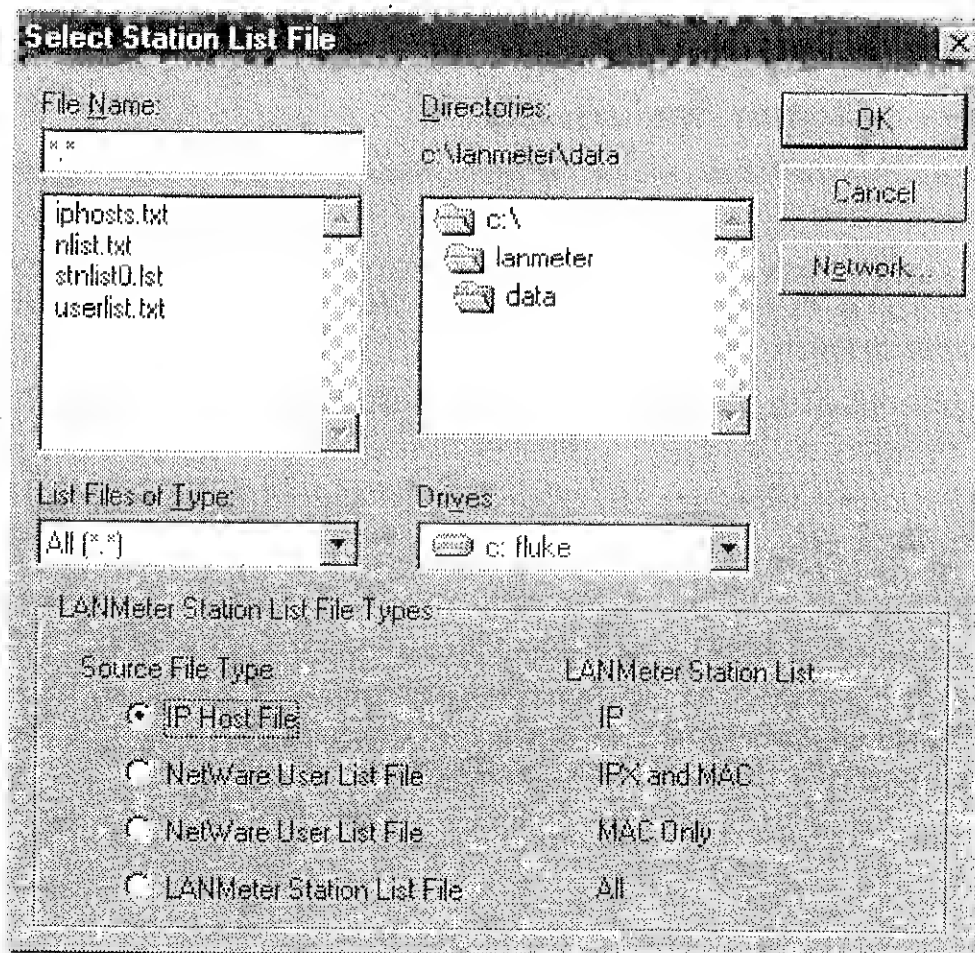 Select Station List File
File Name:
*.*
iphosts.txt
nlist.txt
stnlist0.lst
userlist.txt
List Files of Type:
All (*.*)
Directories:
c:\lanmeter\data
c:\
lanmeter
data
Drives:
c: fluke
OK
Cancel
Network...
LANMeter Station List File Types:
Source File Type LANMeter Station List
IP Host File IP
NetWare User List File IPX and MAC
NetWare User List File MAC Only
LANMeter Station List File All